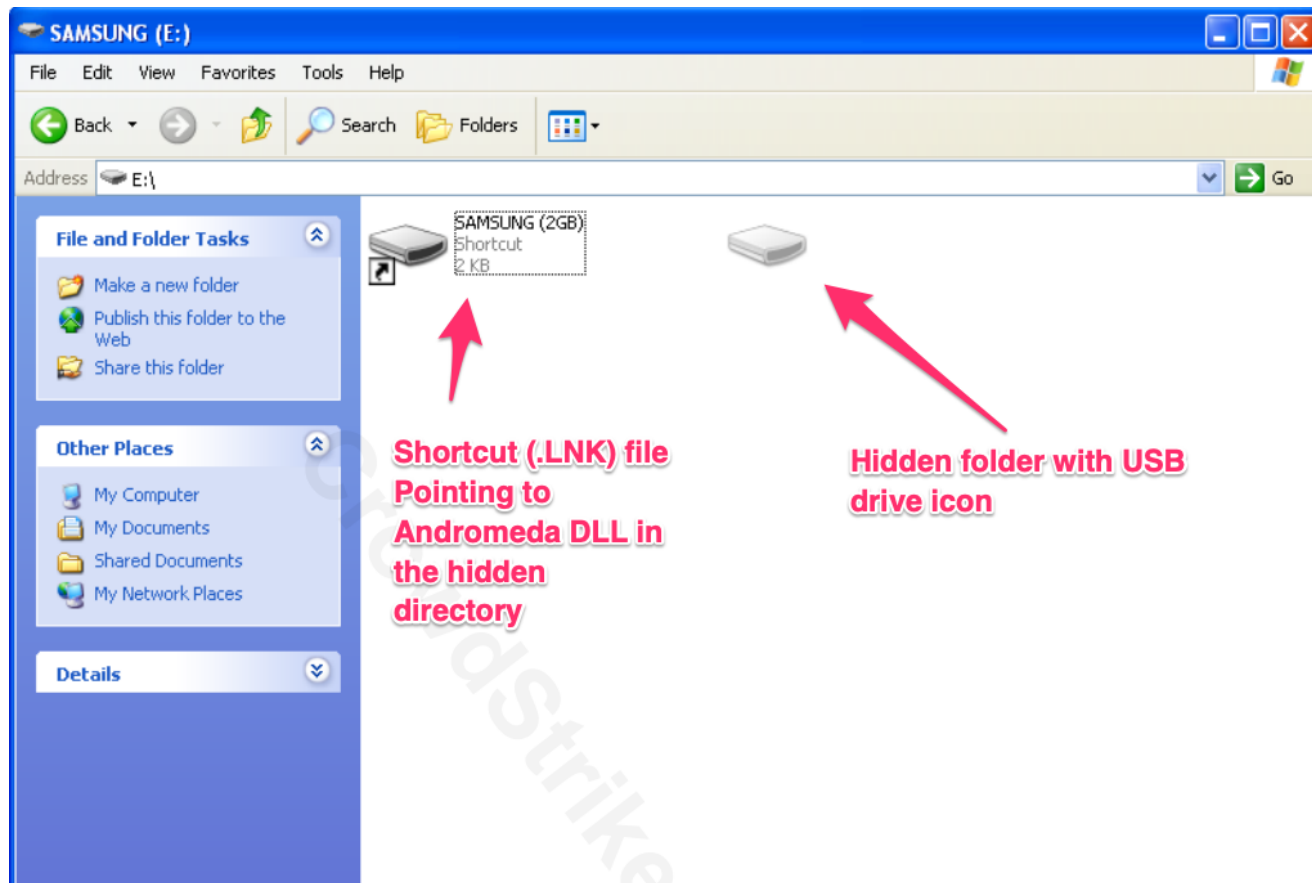 SAMSUNG (E:)
File Edit View Favorites Tools Help
Back Search Folders
Address E:\ Go
File and Folder Tasks
Make a new folder
Publish this folder to the
Web
Share this folder
Other Places
My Computer
My Documents
Shared Documents
My Network Places
Details
SAMSUNG (2GB)
Shortcut
2 KB
Shortcut (.LNK) file
Pointing to
Andromeda DLL in
the hidden
directory
Hidden folder with USB
drive icon
CrowdStrike